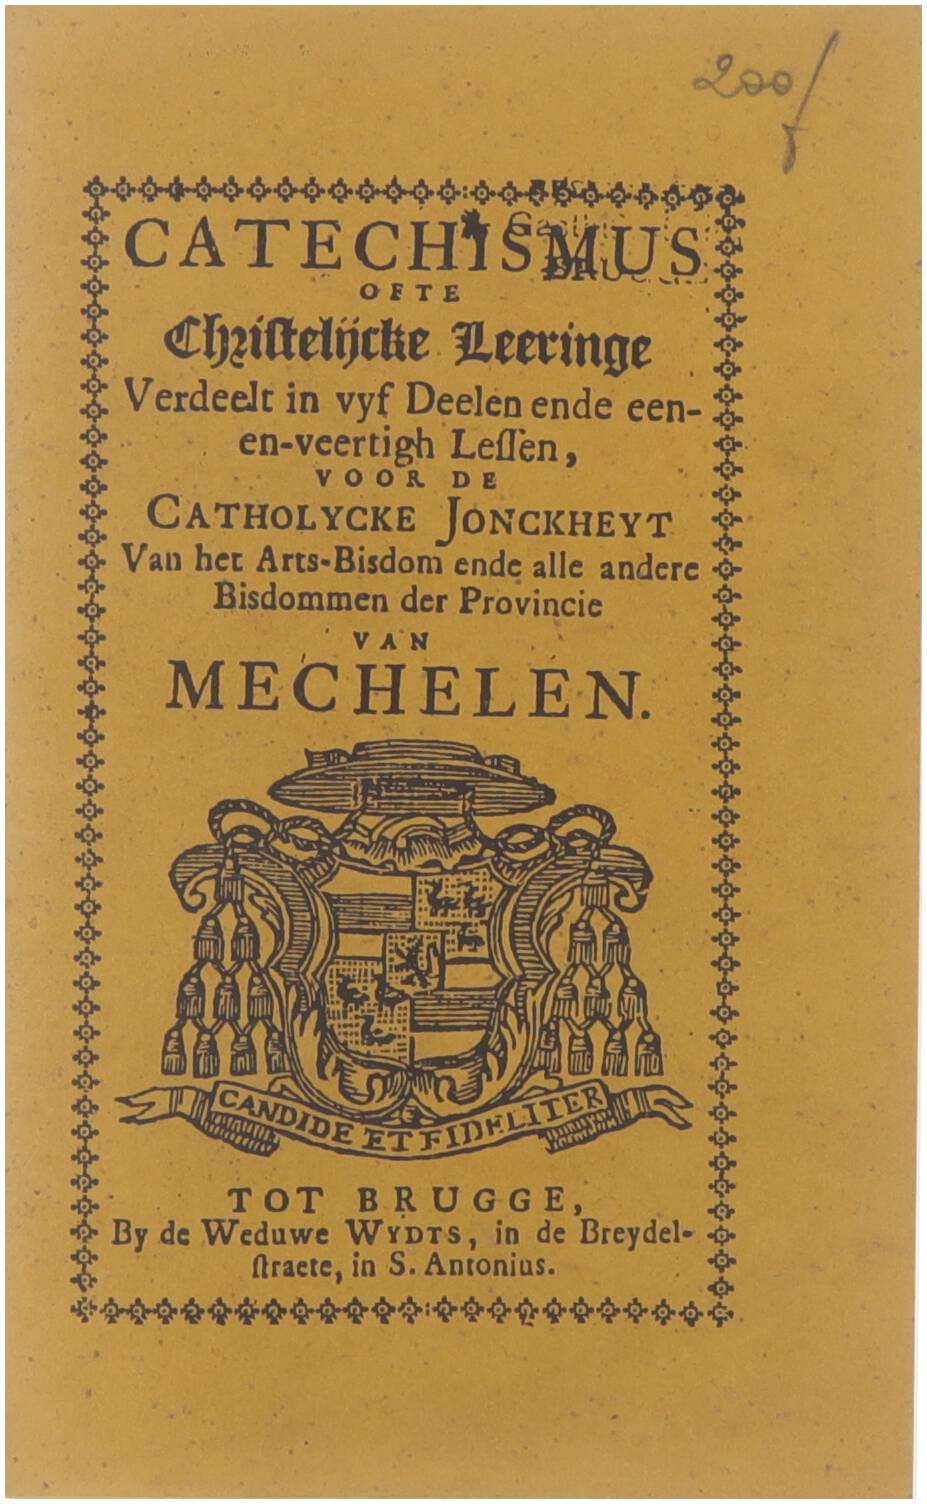 200
CATECHISMUS
OFTE
Christelijcke Leeringe
Verdeelt in vyf Deelen ende een-
en-veertigh Leſſen,
VOOR DE
CATHOLYCKE JONCKHEYT
Van het Arts-Bisdom ende alle andere
Bisdommen der Provincie
VAN
MECHELEN.
CANDIDE ET FIDELITER
TOT BRUGGE,
By de Weduwe WYDTS, in de Breydel-
ſtraete, in S. Antonius.